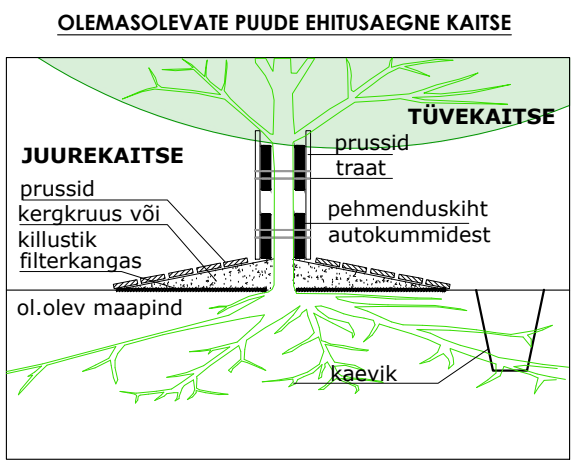 OLEMASOLEVATE PUUDE EHITUSAEGNE KAITSE
TÜVEKAITSE
prussid
traat
pehmenduskiht
autokummidest
JUUREKAITSE
prussid
kergkruus või
killustik
filterkangas
ol.olev maapind
kaevik